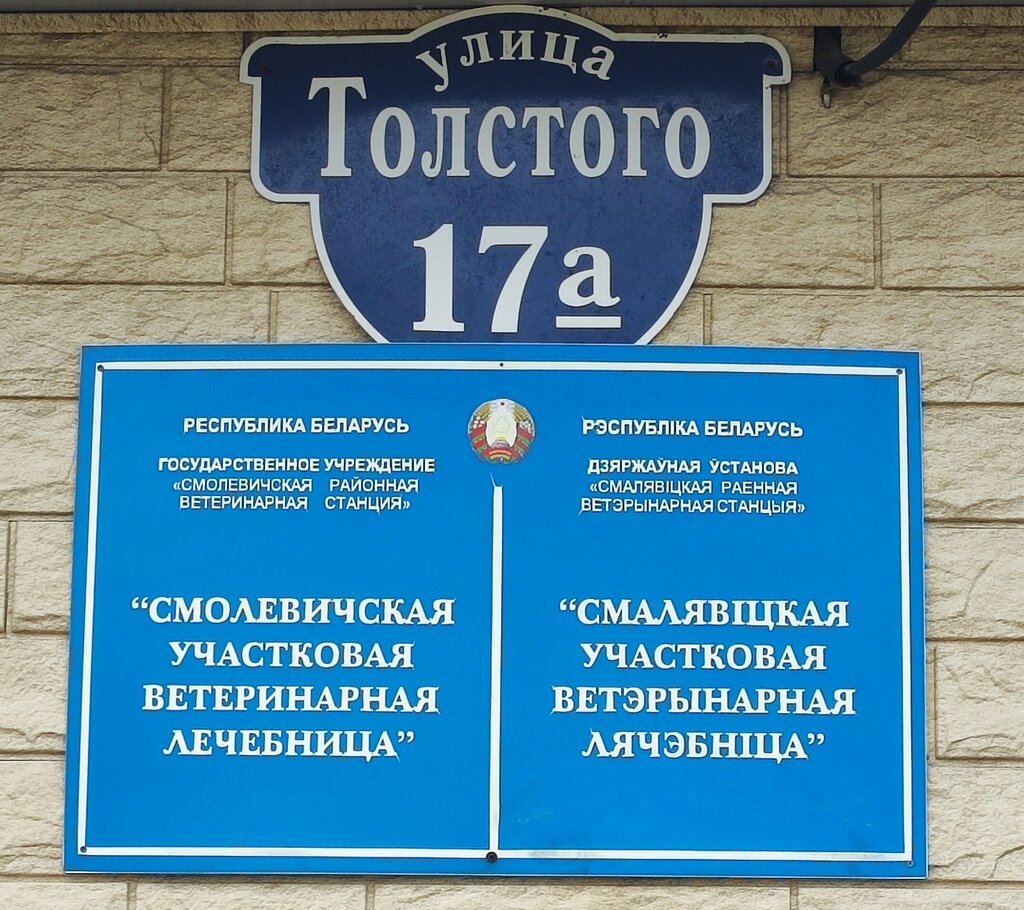 улица
Толстого
17а
РЕСПУБЛИКА БЕЛАРУСЬ
ГОСУДАРСТВЕННОЕ УЧРЕЖДЕНИЕ
«СМОЛЕВИЧСКАЯ РАЙОННАЯ
ВЕТЕРИНАРНАЯ СТАНЦИЯ»
“СМОЛЕВИЧСКАЯ
УЧАСТКОВАЯ
ВЕТЕРИНАРНАЯ
ЛЕЧЕБНИЦА”
РЭСПУБЛІКА БЕЛАРУСЬ
ДЗЯРЖАЎНАЯ ЎСТАНОВА
«СМАЛЯВІЦКАЯ РАЕННАЯ
ВЕТЭРЫНАРНАЯ СТАНЦЫЯ»
“СМАЛЯВІЦКАЯ
УЧАСТКОВАЯ
ВЕТЭРЫНАРНАЯ
ЛЯЧЭБНІЦА”